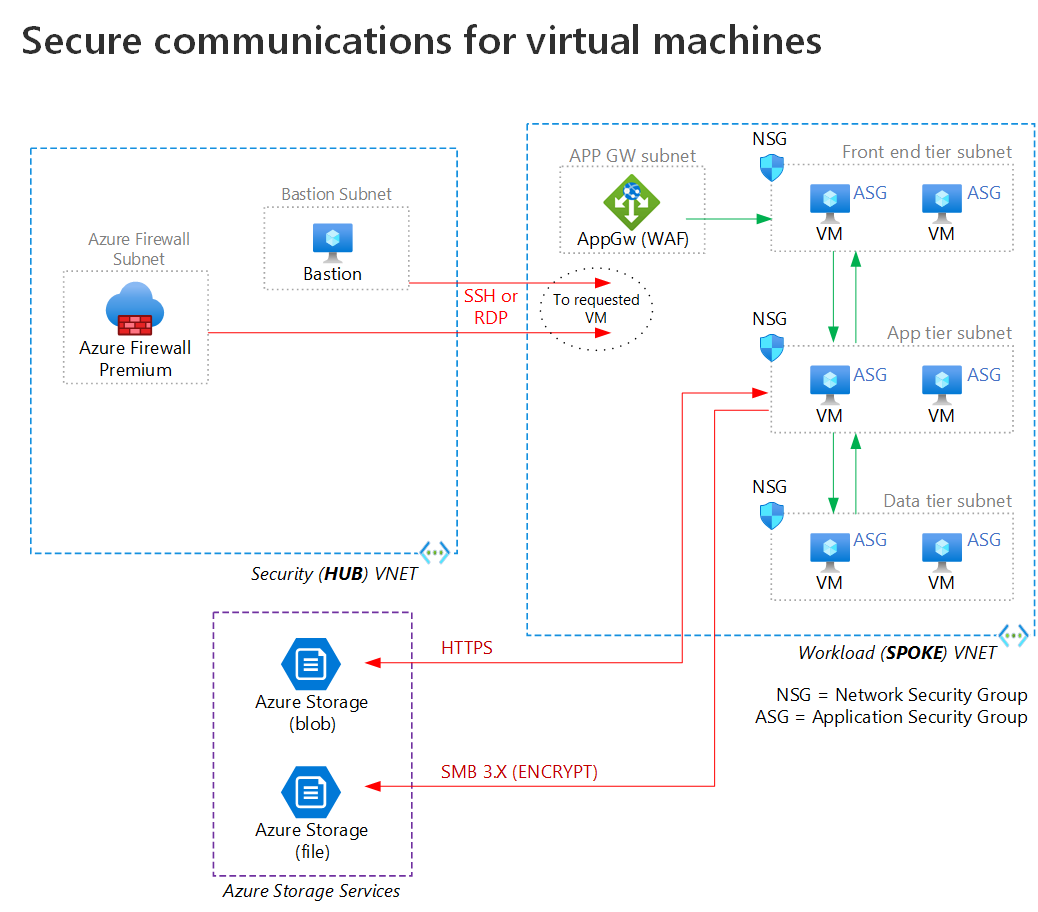 Secure communications for virtual machines
Azure Firewall
Subnet
Azure Firewall
Premium
Bastion Subnet
Bastion
SSH or
RDP
Security (HUB) VNET
APP GW subnet
AppGw (WAF)
To requested
VM
NSG
Front end tier subnet
ASG
ASG
VM
VM
NSG
App tier subnet
ASG
ASG
VM
VM
NSG
Data tier subnet
ASG
ASG
VM
VM
Workload (SPOKE) VNET
NSG = Network Security Group
ASG = Application Security Group
HTTPS
Azure Storage
(blob)
SMB 3.X (ENCRYPT)
Azure Storage
(file)
Azure Storage Services